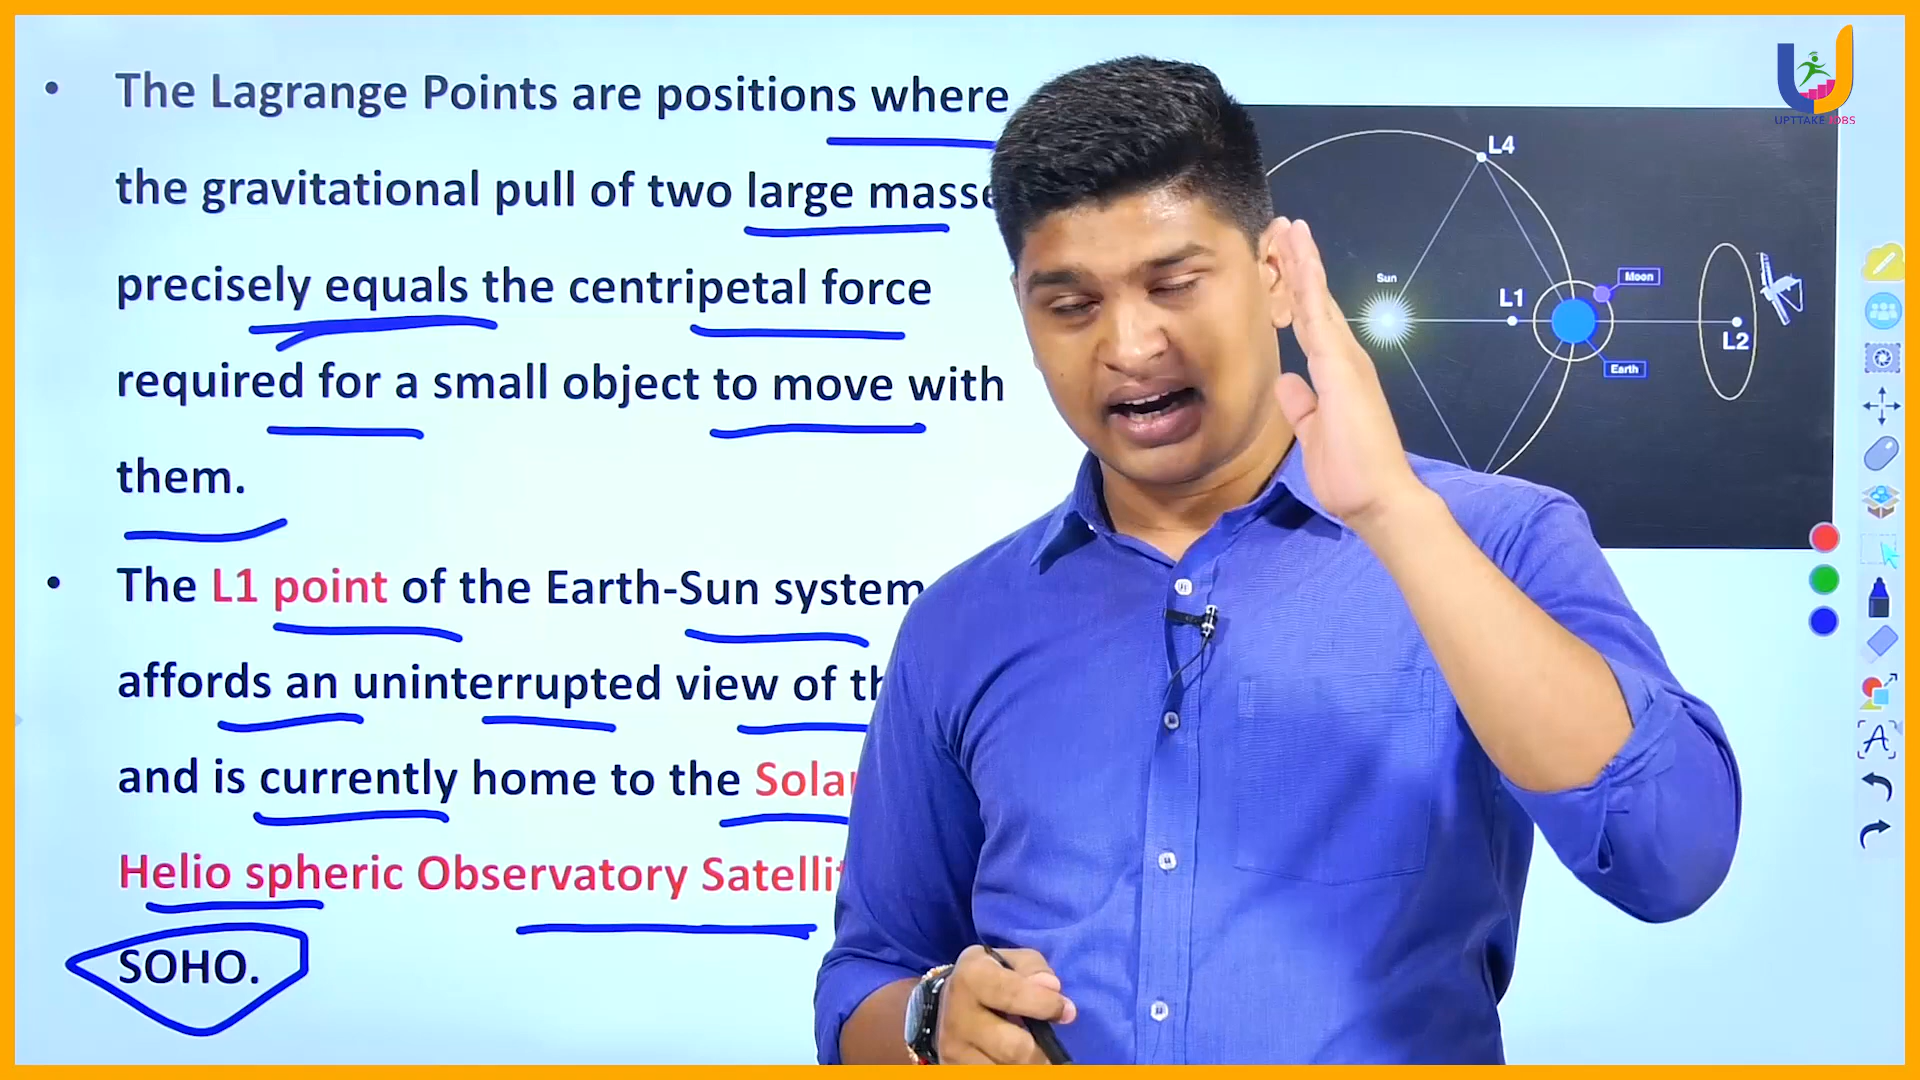 • The Lagrange Points are positions where
the gravitational pull of two large masse
precisely equals the centripetal force
required for a small object to move with
them.
• The L1 point of the Earth-Sun system
affords an uninterrupted view of th
and is currently home to the Solar
Helio spheric Observatory Satellit
SOHO.
UPTTAKE JOBS
L4
Sun
Moon
L1
L2
Earth
A